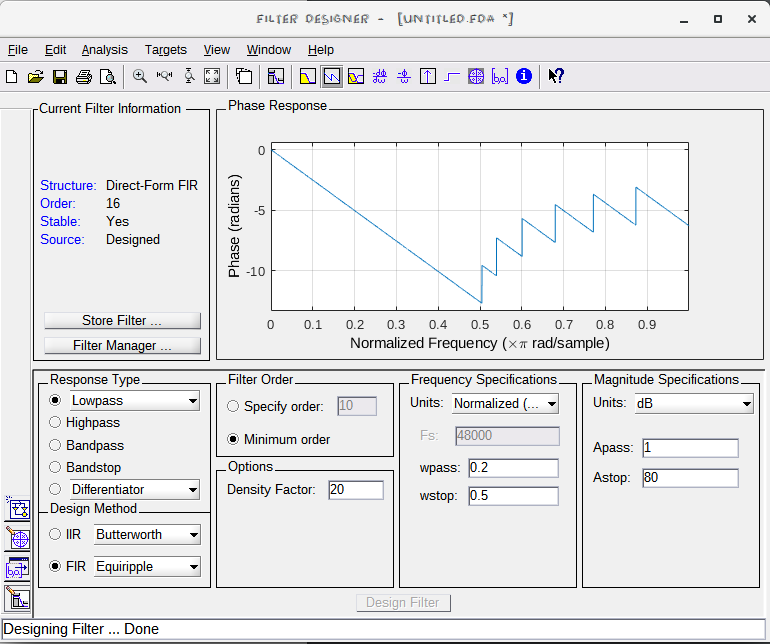 FILTER DESIGNER - [UNTITLED.FDA *]
File Edit Analysis Targets View Window Help
Current Filter Information
Structure: Direct-Form FIR
Order: 16
Stable: Yes
Source: Designed
Store Filter ...
Filter Manager ...
Phase Response
Phase (radians)
0
-5
-10
0 0.1 0.2 0.3 0.4 0.5 0.6 0.7 0.8 0.9
Normalized Frequency (×π rad/sample)
Response Type
Lowpass
Highpass
Bandpass
Bandstop
Differentiator
Design Method
IIR Butterworth
FIR Equiripple
Filter Order
Specify order: 10
Minimum order
Options
Density Factor: 20
Frequency Specifications
Units: Normalized (...
Fs: 48000
wpass: 0.2
wstop: 0.5
Magnitude Specifications
Units: dB
Apass: 1
Astop: 80
Design Filter
Designing Filter ... Done